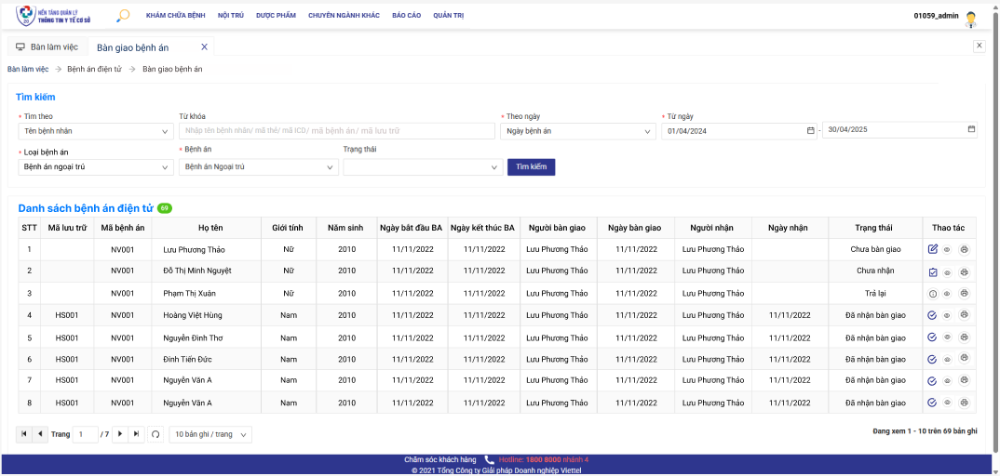 NỀN TẢNG QUẢN LÝ
THÔNG TIN Y TẾ CƠ SỞ
KHÁM CHỮA BỆNH NỘI TRÚ DƯỢC PHẨM CHUYÊN NGÀNH KHÁC BÁO CÁO QUẢN TRỊ
01059_admin
Bàn làm việc Bàn giao bệnh án X
X
Bàn làm việc → Bệnh án điện tử → Bàn giao bệnh án
Tìm kiếm
* Tìm theo Từ khóa * Theo ngày * Từ ngày
Tên bệnh nhân Nhập tên bệnh nhân/ mã thẻ/ mã ICD/ mã bệnh án/ mã lưu trữ Ngày bệnh án 01/04/2024 - 30/04/2025
* Loại bệnh án * Bệnh án Trạng thái
Bệnh án ngoại trú Bệnh án Ngoại trú Tìm kiếm
Danh sách bệnh án điện tử 69
STT Mã lưu trữ Mã bệnh án Họ tên Giới tính Năm sinh Ngày bắt đầu BA Ngày kết thúc BA Người bàn giao Ngày bàn giao Người nhận Ngày nhận Trạng thái Thao tác
1 NV001 Lưu Phương Thảo Nữ 2010 11/11/2022 11/11/2022 Lưu Phương Thảo 11/11/2022 Lưu Phương Thảo Chưa bàn giao
2 NV001 Đỗ Thị Minh Nguyệt Nữ 2010 11/11/2022 11/11/2022 Lưu Phương Thảo 11/11/2022 Lưu Phương Thảo Chưa nhận
3 NV001 Phạm Thị Xuân Nữ 2010 11/11/2022 11/11/2022 Lưu Phương Thảo 11/11/2022 Lưu Phương Thảo Trả lại
4 HS001 NV001 Hoàng Việt Hùng Nam 2010 11/11/2022 11/11/2022 Lưu Phương Thảo 11/11/2022 Lưu Phương Thảo 11/11/2022 Đã nhận bàn giao
5 HS001 NV001 Nguyễn Đình Thơ Nam 2010 11/11/2022 11/11/2022 Lưu Phương Thảo 11/11/2022 Lưu Phương Thảo 11/11/2022 Đã nhận bàn giao
6 HS001 NV001 Đinh Tiến Đức Nam 2010 11/11/2022 11/11/2022 Lưu Phương Thảo 11/11/2022 Lưu Phương Thảo 11/11/2022 Đã nhận bàn giao
7 HS001 NV001 Nguyễn Văn A Nam 2010 11/11/2022 11/11/2022 Lưu Phương Thảo 11/11/2022 Lưu Phương Thảo 11/11/2022 Đã nhận bàn giao
8 HS001 NV001 Nguyễn Văn A Nam 2010 11/11/2022 11/11/2022 Lưu Phương Thảo 11/11/2022 Lưu Phương Thảo 11/11/2022 Đã nhận bàn giao
Trang 1 / 7 10 bản ghi / trang Đang xem 1 - 10 trên 69 bản ghi
Chăm sóc khách hàng Hotline: 1800 8000 nhánh 4
© 2021 Tổng Công ty Giải pháp Doanh nghiệp Viettel